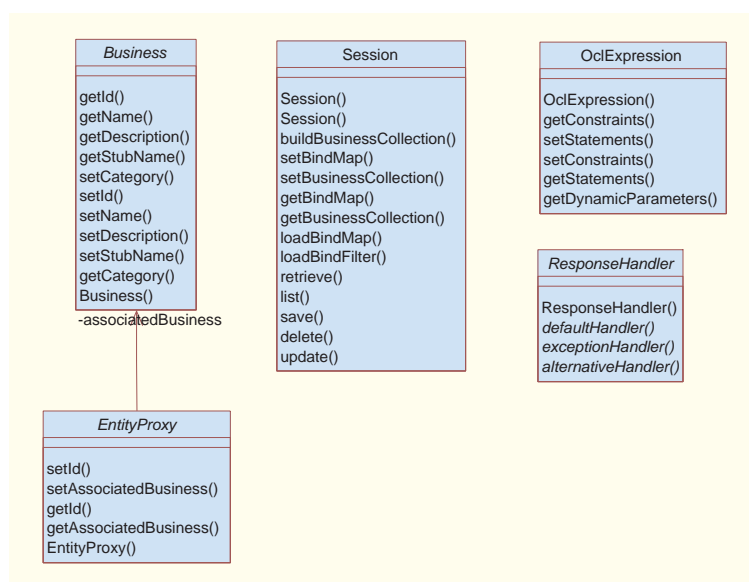 Business
getId()
getName()
getDescription()
getStubName()
setCategory()
setId()
setName()
setDescription()
setStubName()
getCategory()
Business()
-associatedBusiness
EntityProxy
setId()
setAssociatedBusiness()
getId()
getAssociatedBusiness()
EntityProxy()
Session
Session()
Session()
buildBusinessCollection()
setBindMap()
setBusinessCollection()
getBindMap()
getBusinessCollection()
loadBindMap()
loadBindFilter()
retrieve()
list()
save()
delete()
update()
OclExpression
OclExpression()
getConstraints()
setStatements()
setConstraints()
getStatements()
getDynamicParameters()
ResponseHandler
ResponseHandler()
defaultHandler()
exceptionHandler()
alternativeHandler()